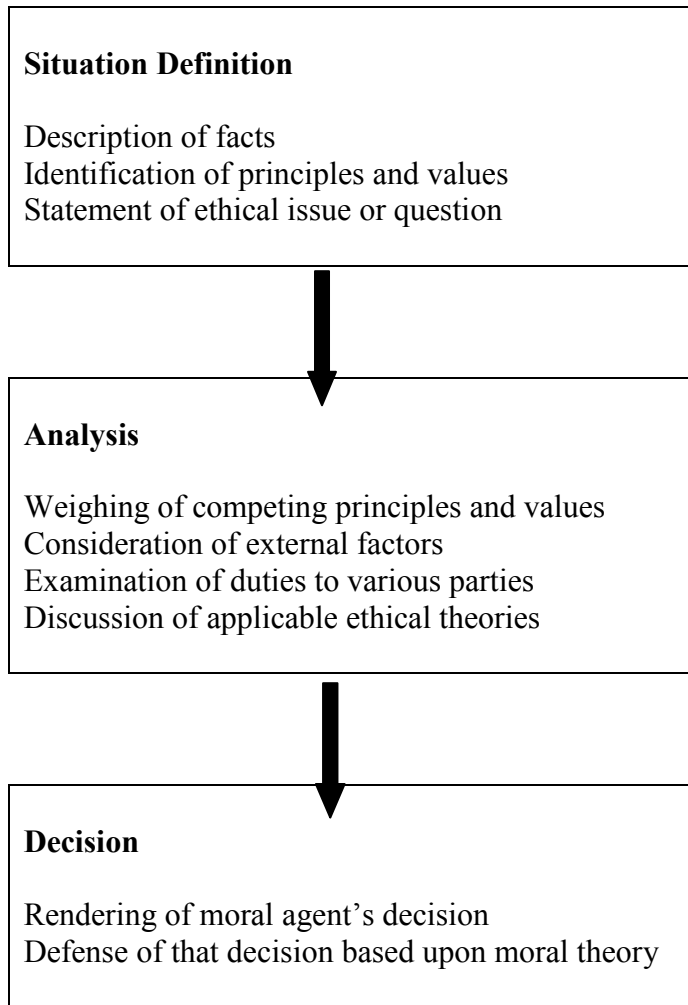 Situation Definition
Description of facts
Identification of principles and values
Statement of ethical issue or question
Analysis
Weighing of competing principles and values
Consideration of external factors
Examination of duties to various parties
Discussion of applicable ethical theories
Decision
Rendering of moral agent’s decision
Defense of that decision based upon moral theory